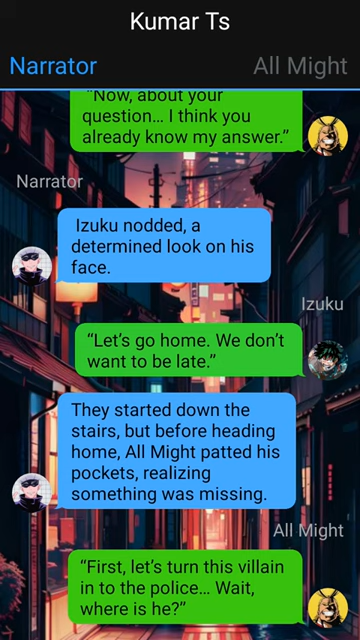 Kumar Ts
Narrator
All Might
“Now, about your
question… I think you
already know my answer.”
Narrator
Izuku nodded, a
determined look on his
face.
Izuku
“Let’s go home. We don’t
want to be late.”
They started down the
stairs, but before heading
home, All Might patted his
pockets, realizing
something was missing.
All Might
“First, let’s turn this villain
in to the police… Wait,
where is he?”